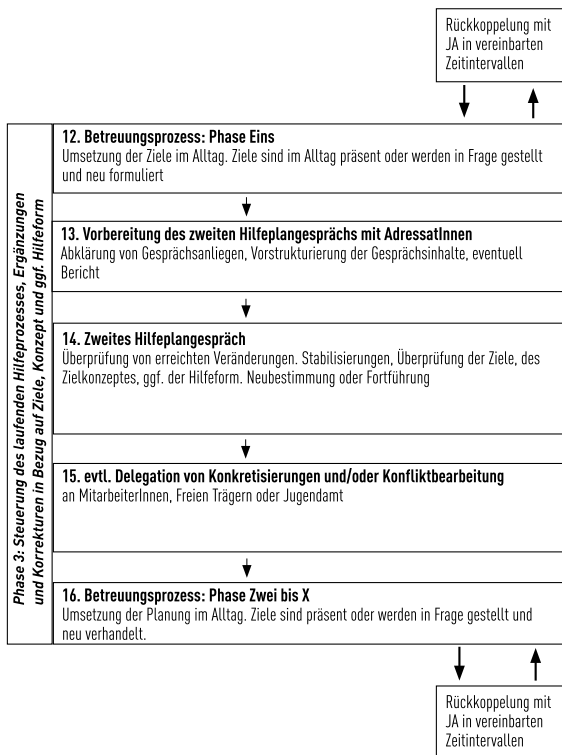 Rückkoppelung mit
JA in vereinbarten
Zeitintervallen
Phase 3: Steuerung des laufenden Hilfeprozesses, Ergänzungen
und Korrekturen in Bezug auf Ziele, Konzept und ggf. Hilfeform
12. Betreuungsprozess: Phase Eins
Umsetzung der Ziele im Alltag. Ziele sind im Alltag präsent oder werden in Frage gestellt
und neu formuliert
13. Vorbereitung des zweiten Hilfeplangesprächs mit AdressatInnen
Abklärung von Gesprächsanliegen, Vorstrukturierung der Gesprächsinhalte, eventuell
Bericht
14. Zweites Hilfeplangespräch
Überprüfung von erreichten Veränderungen. Stabilisierungen, Überprüfung der Ziele, des
Zielkonzeptes, ggf. der Hilfeform. Neubestimmung oder Fortführung
15. evtl. Delegation von Konkretisierungen und/oder Konfliktbearbeitung
an MitarbeiterInnen, Freien Trägern oder Jugendamt
16. Betreuungsprozess: Phase Zwei bis X
Umsetzung der Planung im Alltag. Ziele sind präsent oder werden in Frage gestellt und
neu verhandelt.
Rückkoppelung mit
JA in vereinbarten
Zeitintervallen